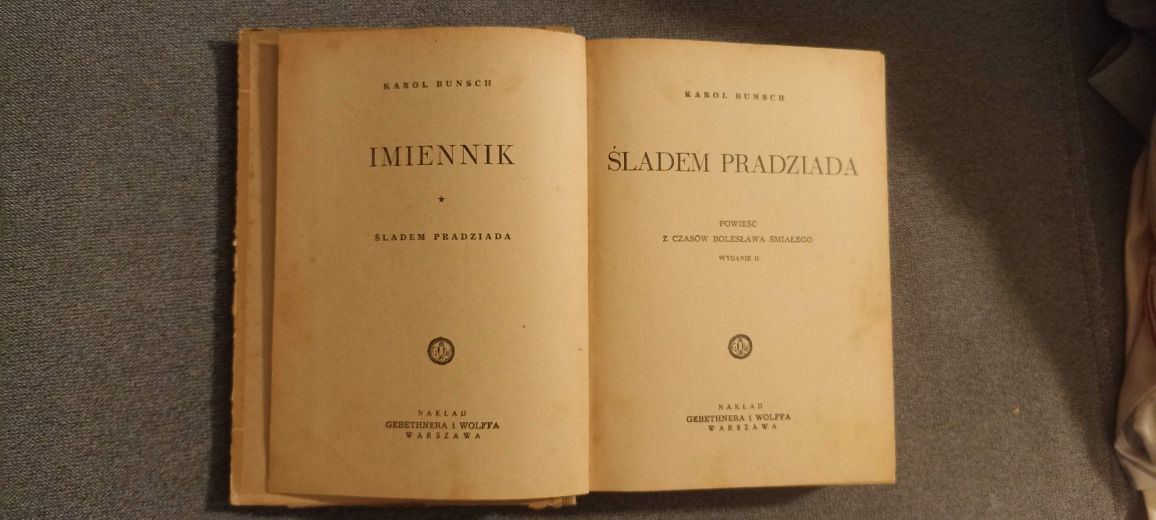 KAROL BUNSCH
IMIENNIK
★
ŚLADEM PRADZIADA
NAKŁAD
GEBETHNERA i WOLFFA
WARSZAWA
KAROL BUNSCH
ŚLADEM PRADZIADA
POWIEŚĆ
Z CZASÓW BOLESŁAWA ŚMIAŁEGO
WYDANIE II
NAKŁAD
GEBETHNERA i WOLFFA
WARSZAWA